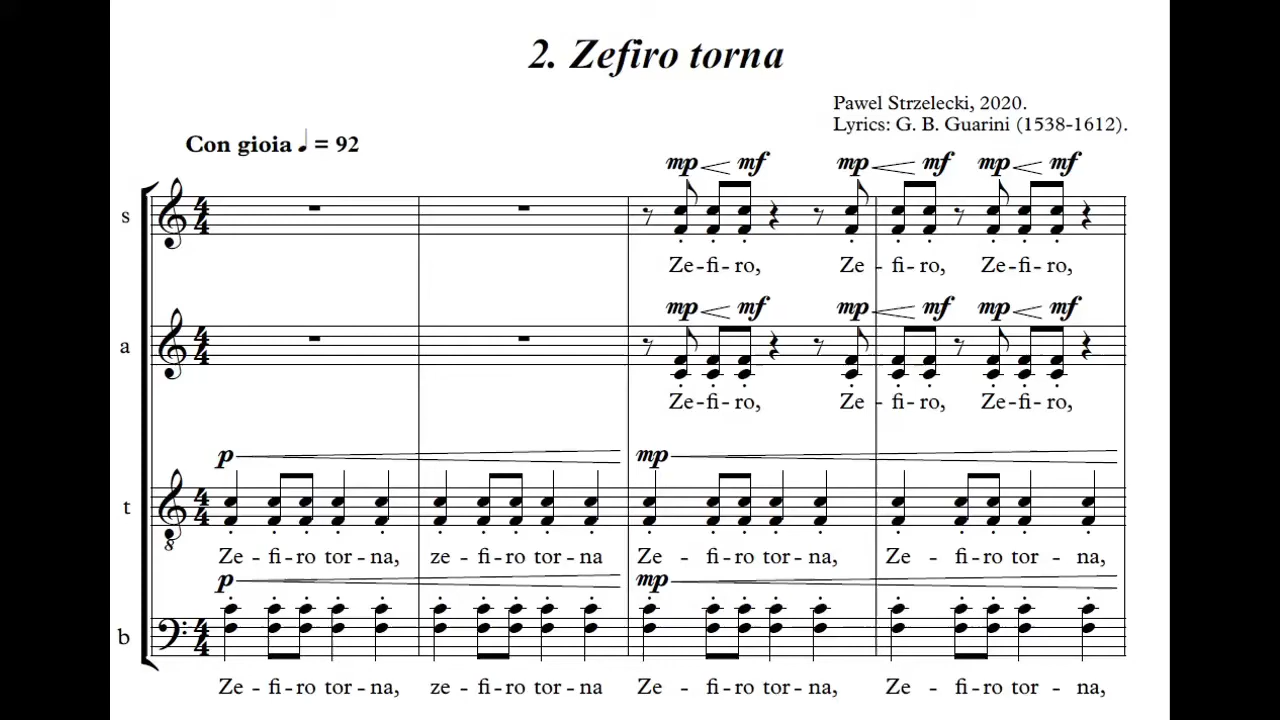 2. Zefiro torna
Pawel Strzelecki, 2020.
Lyrics: G. B. Guarini (1538-1612).
Con gioia ♩ = 92
mp mf mp mf mp mf
s
Ze - fi - ro, Ze - fi - ro, Ze - fi - ro,
mp mf mp mf mp mf
a
Ze - fi - ro, Ze - fi - ro, Ze - fi - ro,
p mp
t
8
Ze - fi - ro tor - na, ze - fi - ro tor - na Ze - fi - ro tor - na, Ze - fi - ro tor - na,
p mp
b
Ze - fi - ro tor - na, ze - fi - ro tor - na Ze - fi - ro tor - na, Ze - fi - ro tor - na,